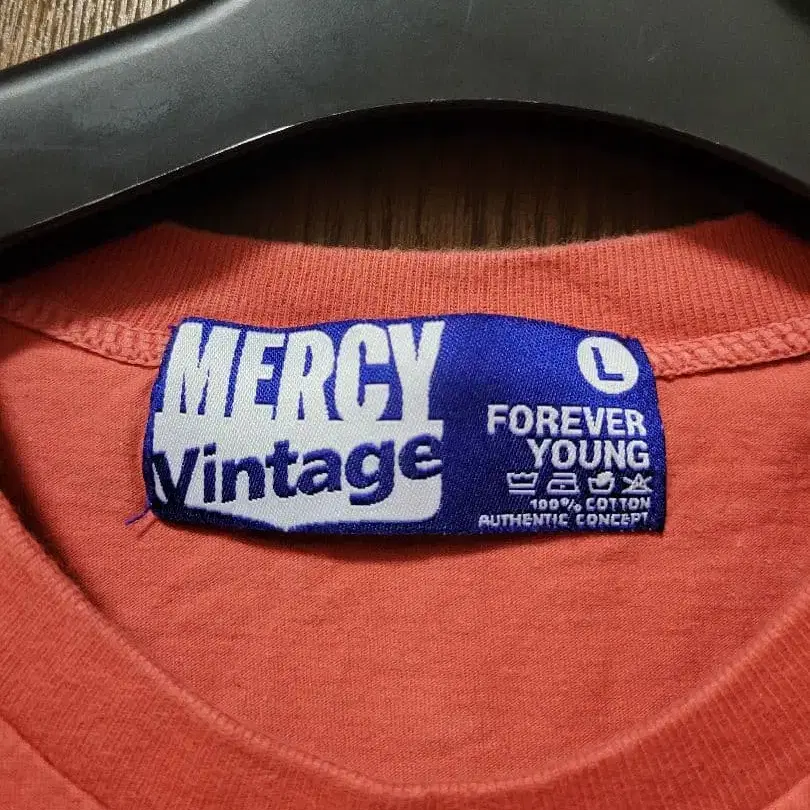 MERCY
Vintage
L
FOREVER
YOUNG
100% COTTON
AUTHENTIC CONCEPT